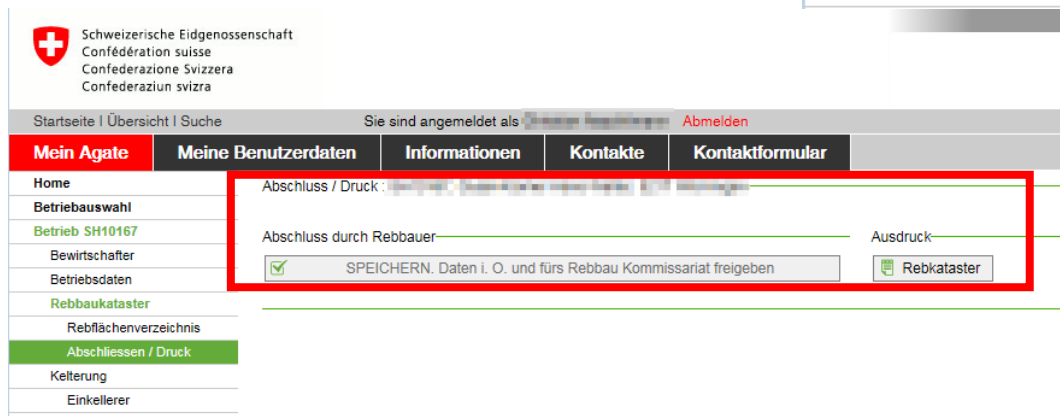 Schweizerische Eidgenossenschaft
Confédération suisse
Confederazione Svizzera
Confederaziun svizra
Startseite I Übersicht I Suche
Sie sind angemeldet als
Abmelden
Mein Agate
Meine Benutzerdaten
Informationen
Kontakte
Kontaktformular
Home
Betriebauswahl
Betrieb SH10167
Bewirtschafter
Betriebsdaten
Rebbaukataster
Rebflächenverzeichnis
Abschliessen / Druck
Kelterung
Einkellerer
Abschluss / Druck :
Abschluss durch Rebbauer
Ausdruck
SPEICHERN. Daten i. O. und fürs Rebbau Kommissariat freigeben
Rebkataster